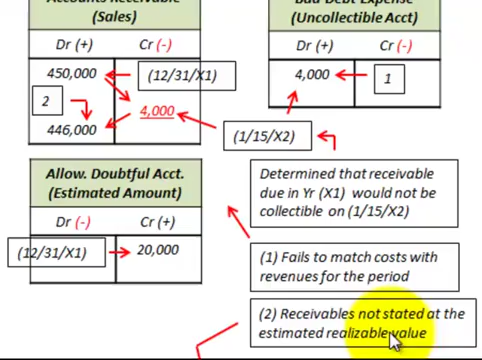 Accounts Receivable
(Sales)
Dr (+) Cr (-)
450,000 (12/31/X1)
2
4,000
446,000
Bad Debt Expense
(Uncollectible Acct)
Dr (+) Cr (-)
4,000 1
(1/15/X2)
Allow. Doubtful Acct.
(Estimated Amount)
Dr (-) Cr (+)
(12/31/X1) 20,000
Determined that receivable
due in Yr (X1) would not be
collectible on (1/15/X2)
(1) Fails to match costs with
revenues for the period
(2) Receivables not stated at the
estimated realizable value